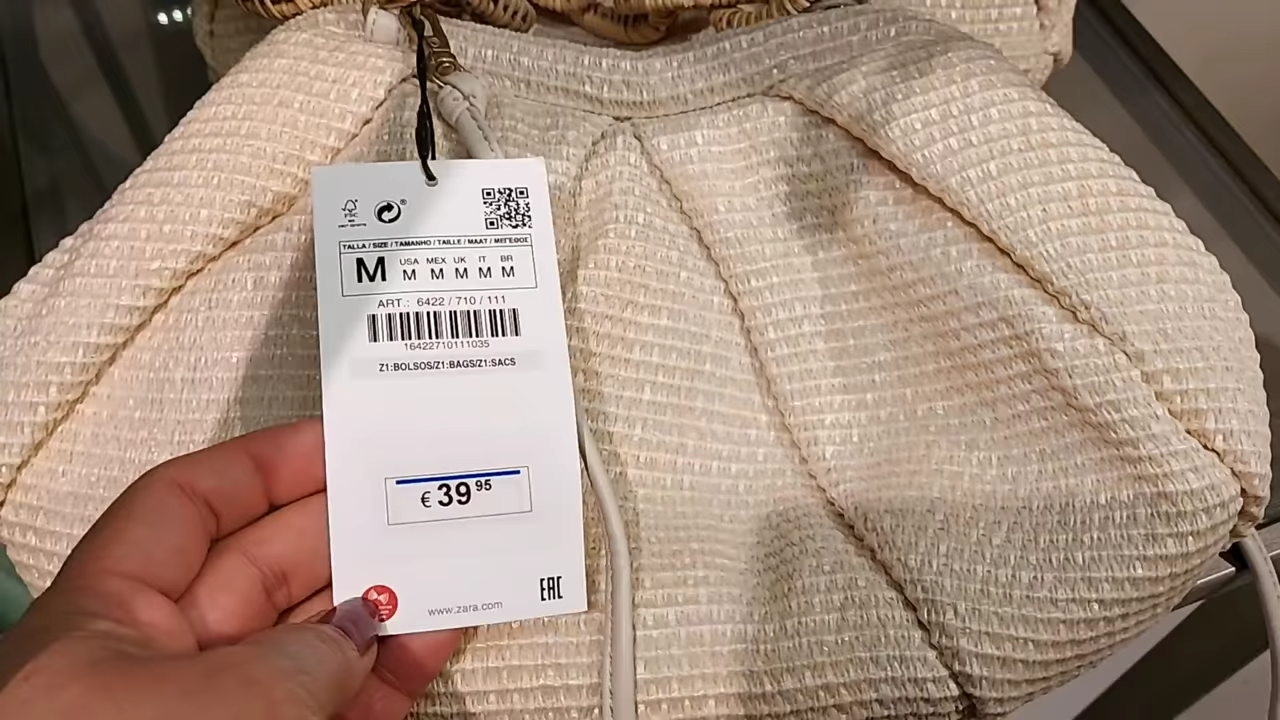 FSC
TALLA / SIZE / TAMANHO / TAILLE / MAAT / ΜΕΓΕΘΟΣ
M
USA MEX UK IT BR
M M M M M
ART.: 6422 / 710 / 111
16422710111035
Z1:BOLSOS/Z1:BAGS/Z1:SACS
€ 39 95
www.zara.com
EAC